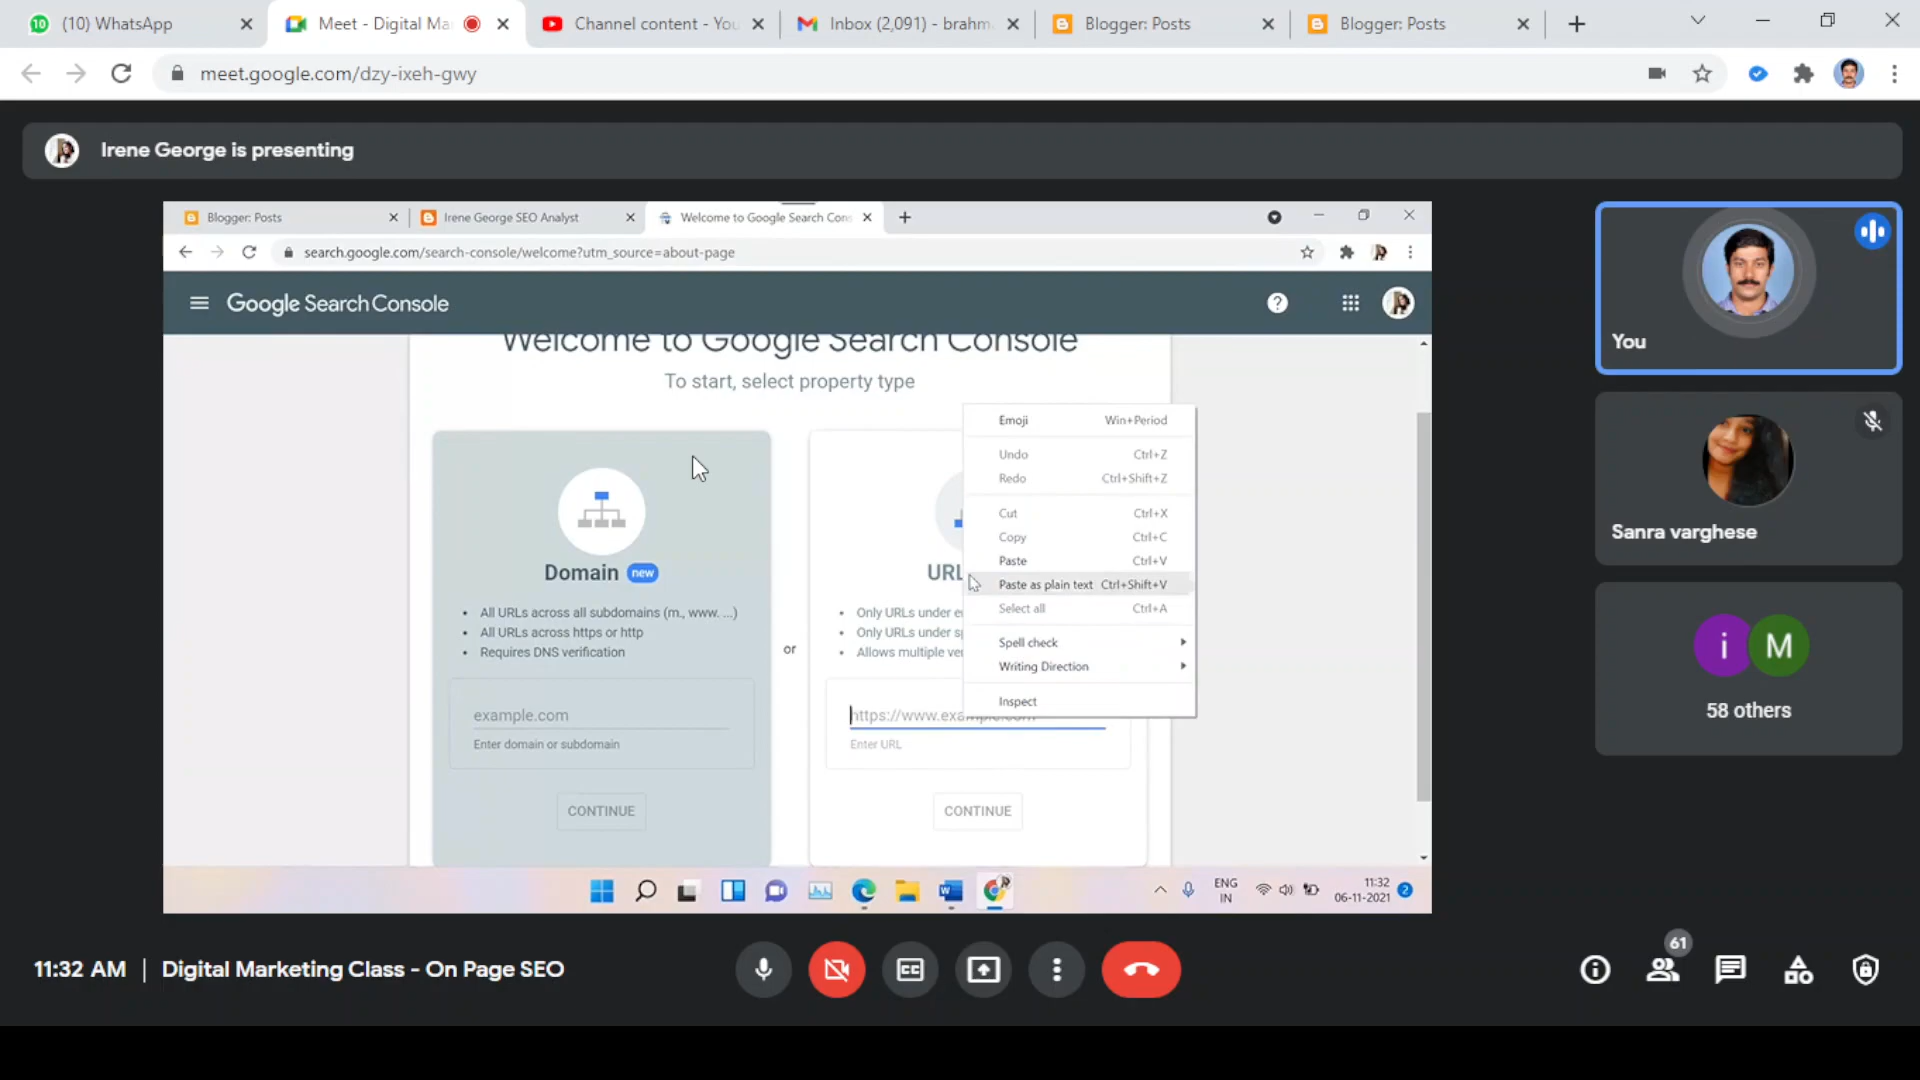 (10) WhatsApp
Meet - Digital Ma
Channel content - You
Inbox (2,091) - brahm
Blogger: Posts
Blogger: Posts
meet.google.com/dzy-ixeh-gwy
Irene George is presenting
Blogger: Posts
Irene George SEO Analyst
Welcome to Google Search Con
search.google.com/search-console/welcome?utm_source=about-page
Google Search Console
Welcome to Google Search Console
To start, select property type
Domain new
• All URLs across all subdomains (m., www. ...)
• All URLs across https or http
• Requires DNS verification
example.com
Enter domain or subdomain
CONTINUE
or
URL
• Only URLs under
• Only URLs under
• Allows multiple
https://www.example.com
Enter URL
CONTINUE
Emoji Win+Period
Undo Ctrl+Z
Redo Ctrl+Shift+Z
Cut Ctrl+X
Copy Ctrl+C
Paste Ctrl+V
Paste as plain text Ctrl+Shift+V
Select all Ctrl+A
Spell check
Writing Direction
Inspect
ENG
IN
11:32
06-11-2021
2
You
Sanra varghese
i M
58 others
11:32 AM | Digital Marketing Class - On Page SEO
CC
61